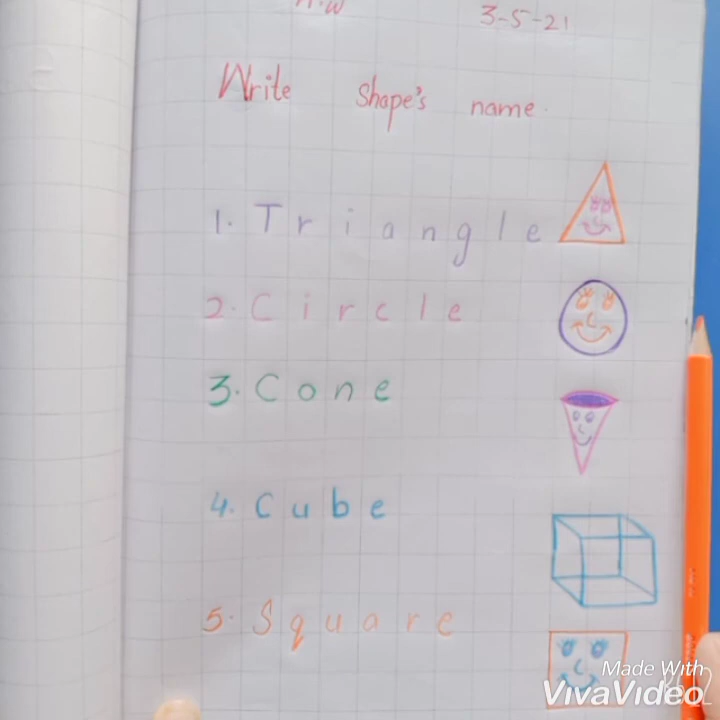 H.W 3-5-21
Write Shape's name.
1. Triangle
2. Circle
3. Cone
4. Cube
5. Square
Made With
VivaVideo